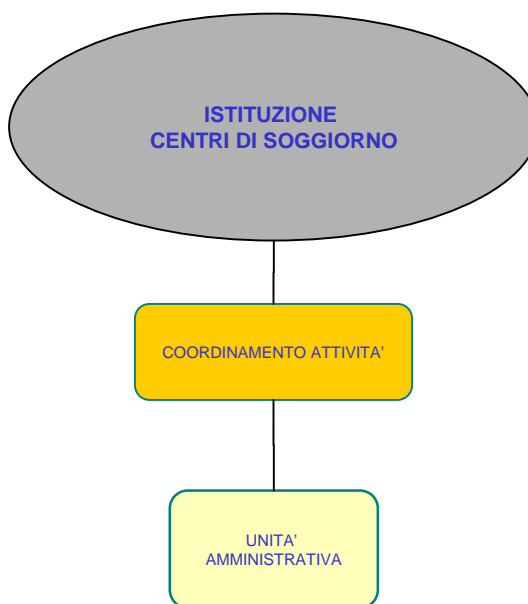 ISTITUZIONE
CENTRI DI SOGGIORNO
COORDINAMENTO ATTIVITA’
UNITA’
AMMINISTRATIVA